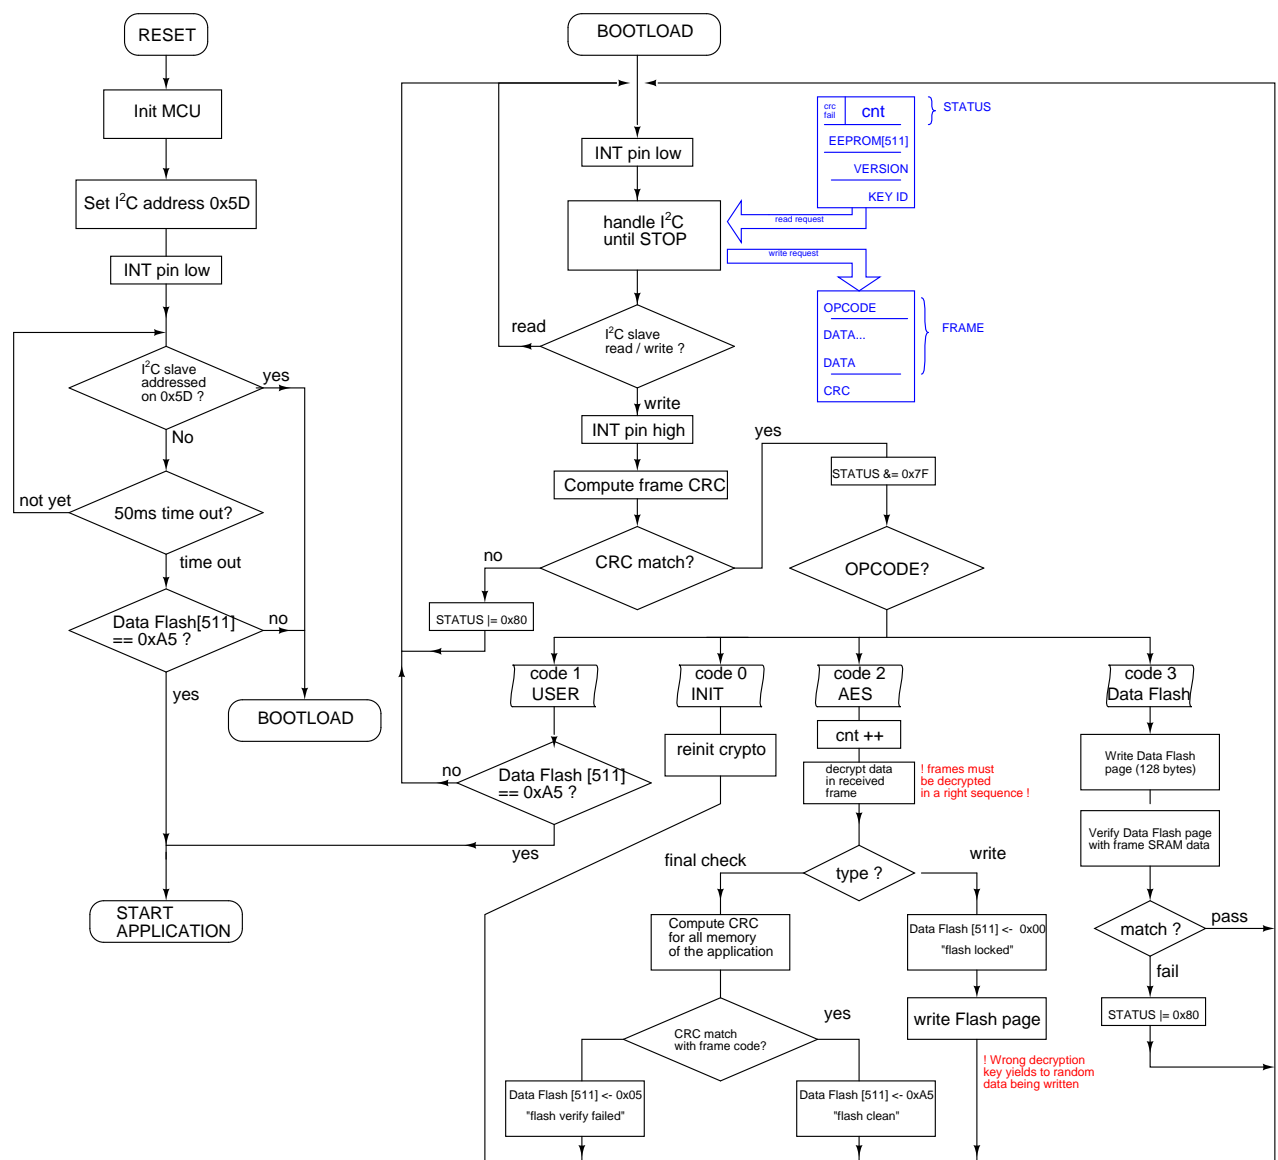 RESET
Init MCU
Set I²C address 0x5D
INT pin low
I²C slave
addressed
on 0x5D ?
yes
No
not yet
50ms time out?
time out
Data Flash[511]
== 0xA5 ?
no
yes
BOOTLOAD
START
APPLICATION
BOOTLOAD
INT pin low
handle I²C
until STOP
read
I²C slave
read / write ?
write
INT pin high
Compute frame CRC
no
CRC match?
yes
STATUS |= 0x80
STATUS &= 0x7F
OPCODE?
crc
fail
cnt
STATUS
EEPROM[511]
VERSION
KEY ID
read request
write request
OPCODE
DATA...
DATA
CRC
FRAME
code 1
USER
no
Data Flash [511]
== 0xA5 ?
yes
code 0
INIT
reinit crypto
code 2
AES
cnt ++
decrypt data
in received
frame
! frames must
be decrypted
in a right sequence !
final check
type ?
write
Compute CRC
for all memory
of the application
CRC match
with frame code?
yes
Data Flash [511] <- 0x05
"flash verify failed"
Data Flash [511] <- 0xA5
"flash clean"
Data Flash [511] <- 0x00
"flash locked"
write Flash page
! Wrong decryption
key yields to random
data being written
code 3
Data Flash
Write Data Flash
page (128 bytes)
Verify Data Flash page
with frame SRAM data
match ?
pass
fail
STATUS |= 0x80